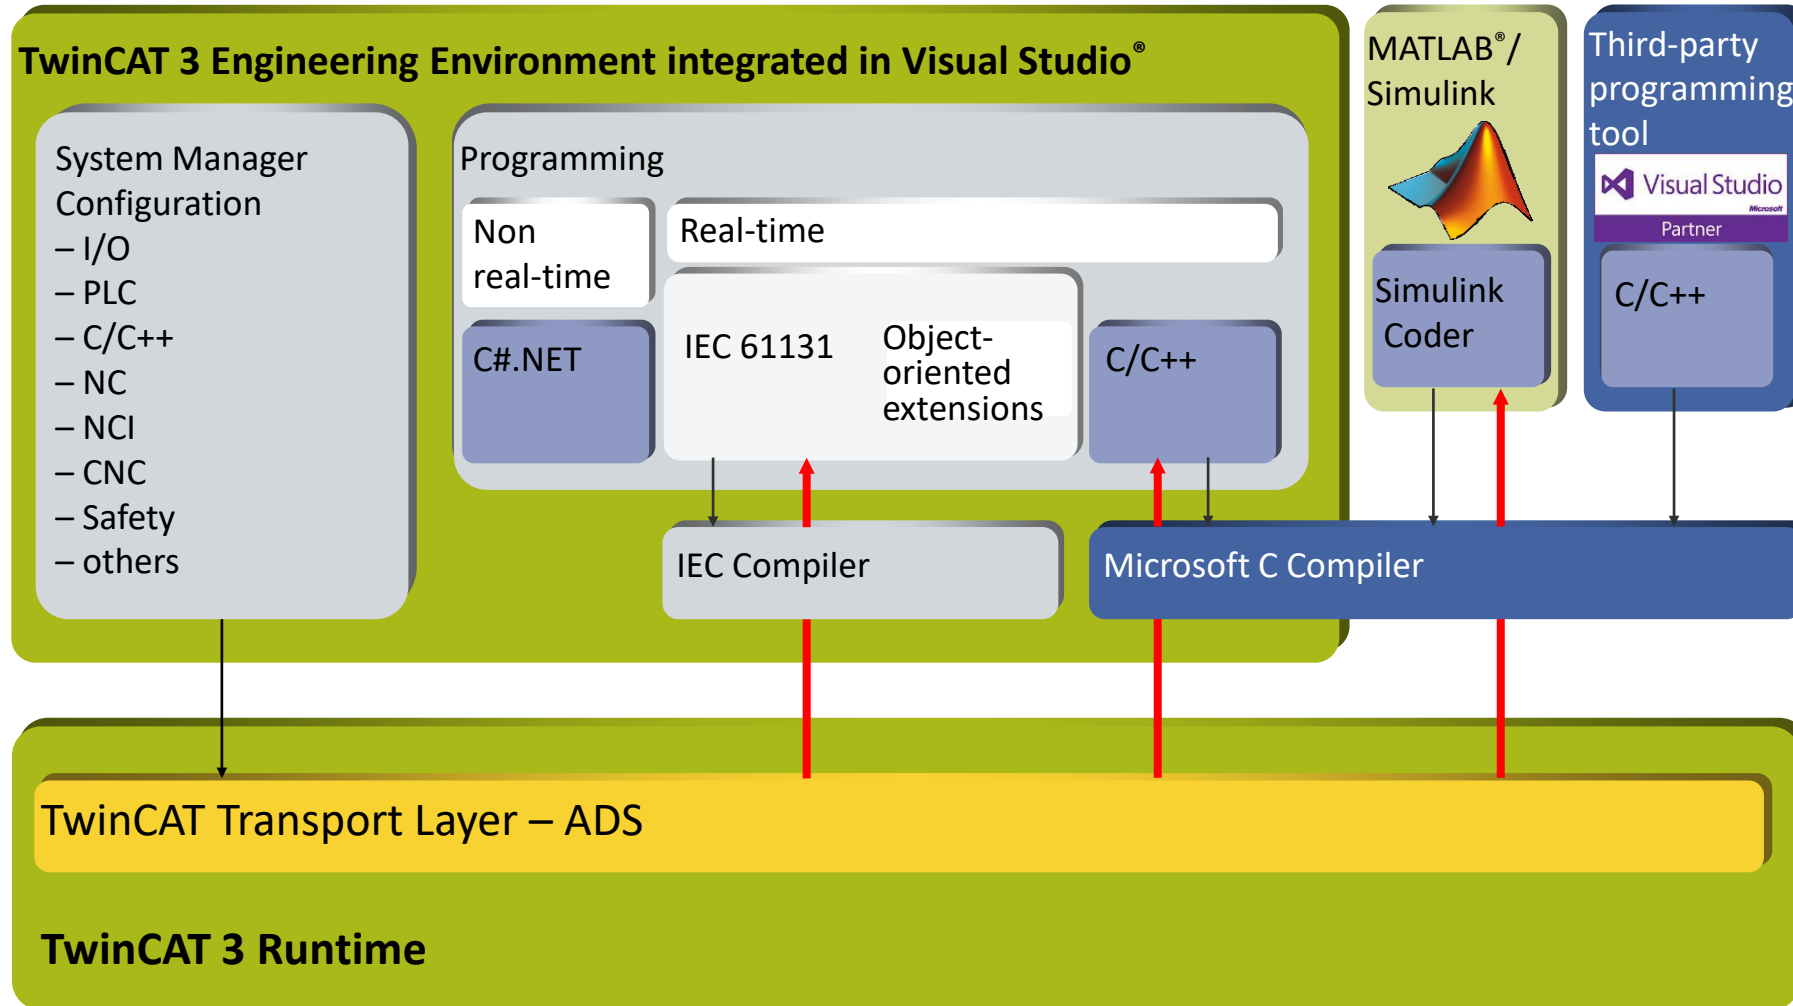 TwinCAT 3 Engineering Environment integrated in Visual Studio®
System Manager
Configuration
– I/O
– PLC
– C/C++
– NC
– NCI
– CNC
– Safety
– others
Programming
Non
real-time
Real-time
C#.NET
IEC 61131
Object-
oriented
extensions
C/C++
IEC Compiler
Microsoft C Compiler
MATLAB®/
Simulink
Simulink
Coder
Third-party
programming
tool
Visual Studio
Microsoft
Partner
C/C++
TwinCAT Transport Layer – ADS
TwinCAT 3 Runtime